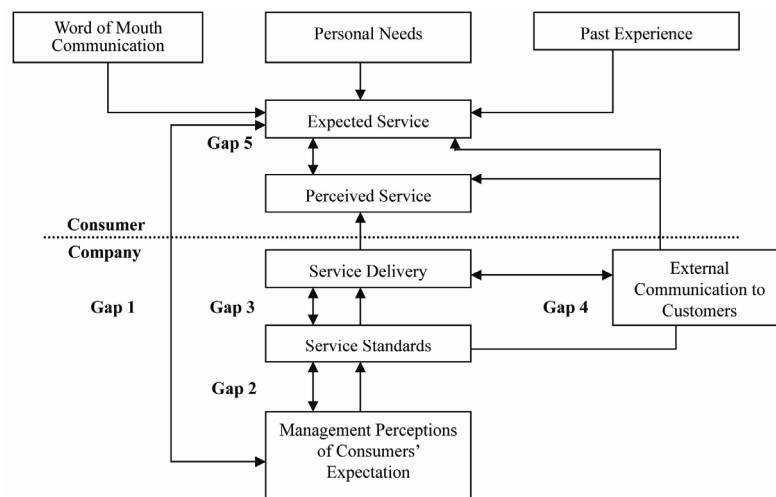 Word of Mouth
Communication
Personal Needs
Past Experience
Expected Service
Gap 5
Perceived Service
Consumer
Company
Service Delivery
External
Communication to
Customers
Gap 1
Gap 3
Gap 4
Service Standards
Gap 2
Management Perceptions
of Consumers’
Expectation